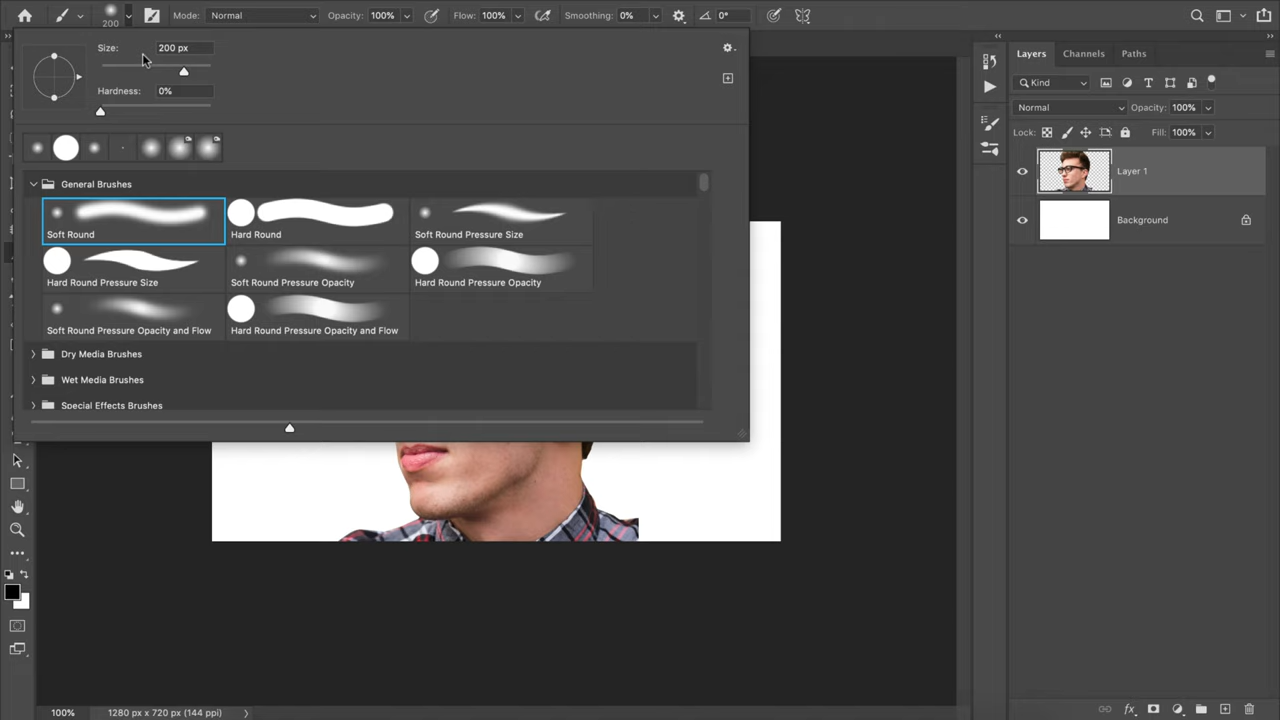 200 Mode: Normal Opacity: 100% Flow: 100% Smoothing: 0% 0°
Size: 200 px
Hardness: 0%
General Brushes
Soft Round Hard Round Soft Round Pressure Size
Hard Round Pressure Size Soft Round Pressure Opacity Hard Round Pressure Opacity
Soft Round Pressure Opacity and Flow Hard Round Pressure Opacity and Flow
Dry Media Brushes
Wet Media Brushes
Special Effects Brushes
Layers Channels Paths
Kind
Normal Opacity: 100%
Lock: Fill: 100%
Layer 1
Background
100% 1280 px x 720 px (144 ppi)